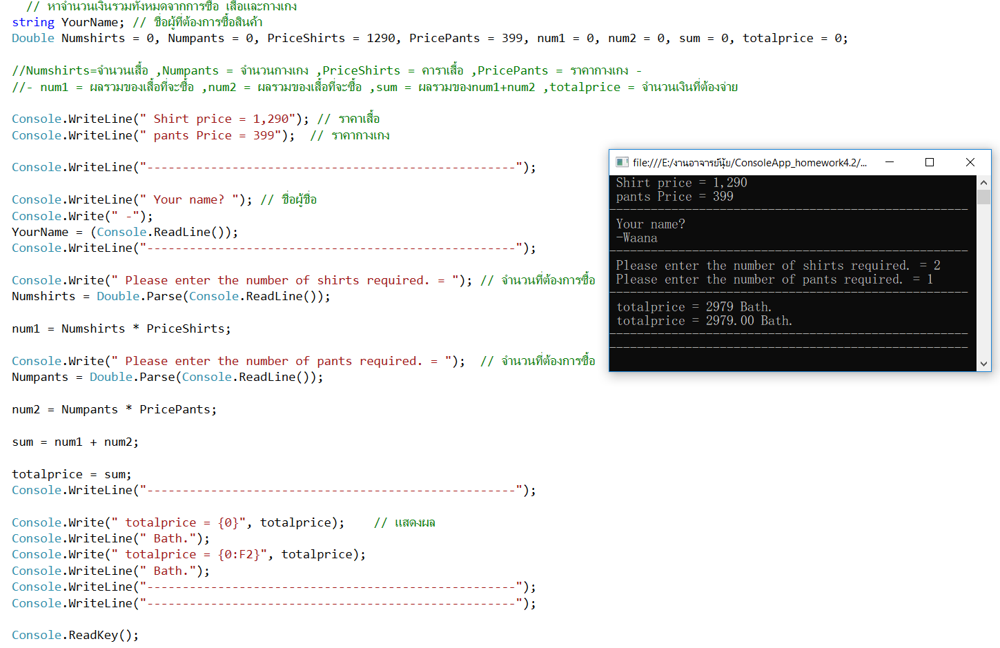 // หาจำนวนเงินรวมทั้งหมดจากการซื้อ เสื้อและกางเกง
string YourName; // ชื่อผู้ที่ต้องการซื้อสินค้า
Double Numshirts = 0, Numpants = 0, PriceShirts = 1290, PricePants = 399, num1 = 0, num2 = 0, sum = 0, totalprice = 0;
//Numshirts=จำนวนเสื้อ ,Numpants = จำนวนกางเกง ,PriceShirts = คาราเสื้อ ,PricePants = ราคากางเกง -
//- num1 = ผลรวมของเสื้อที่จะซื้อ ,num2 = ผลรวมของเสื้อที่จะซื้อ ,sum = ผลรวมของnum1+num2 ,totalprice = จำนวนเงินที่ต้องจ่าย
Console.WriteLine(" Shirt price = 1,290"); // ราคาเสื้อ
Console.WriteLine(" pants Price = 399");  // ราคากางเกง
Console.WriteLine("----------------------------------------------------");
Console.WriteLine(" Your name? "); // ชื่อผู้ชื่อ
Console.Write(" -");
YourName = (Console.ReadLine());
Console.WriteLine("----------------------------------------------------");
Console.Write(" Please enter the number of shirts required. = "); // จำนวนที่ต้องการซื้อ
Numshirts = Double.Parse(Console.ReadLine());
num1 = Numshirts * PriceShirts;
Console.Write(" Please enter the number of pants required. = ");  // จำนวนที่ต้องการซื้อ
Numpants = Double.Parse(Console.ReadLine());
num2 = Numpants * PricePants;
sum = num1 + num2;
totalprice = sum;
Console.WriteLine("----------------------------------------------------");
Console.Write(" totalprice = {0}", totalprice);    // แสดงผล
Console.WriteLine(" Bath.");
Console.Write(" totalprice = {0:F2}", totalprice);
Console.WriteLine(" Bath.");
Console.WriteLine("----------------------------------------------------");
Console.WriteLine("----------------------------------------------------");
Console.ReadKey();
file:///E:/งานอาจารย์นุ้ย/ConsoleApp_homework4.2/...
Shirt price = 1,290
pants Price = 399
----------------------------------------------------
Your name?
-Waana
----------------------------------------------------
Please enter the number of shirts required. = 2
Please enter the number of pants required. = 1
----------------------------------------------------
totalprice = 2979 Bath.
totalprice = 2979.00 Bath.
----------------------------------------------------
----------------------------------------------------